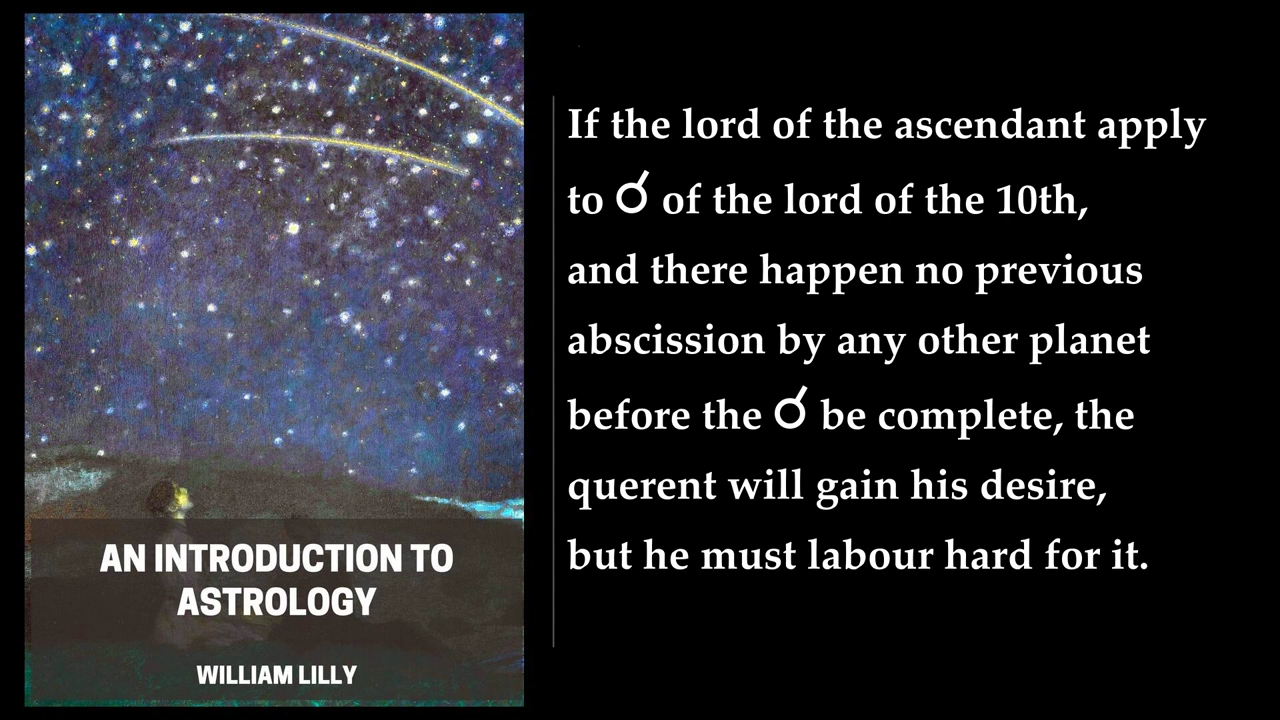 AN INTRODUCTION TO
ASTROLOGY
WILLIAM LILLY
If the lord of the ascendant apply
to ☌ of the lord of the 10th,
and there happen no previous
abscission by any other planet
before the ☌ be complete, the
querent will gain his desire,
but he must labour hard for it.